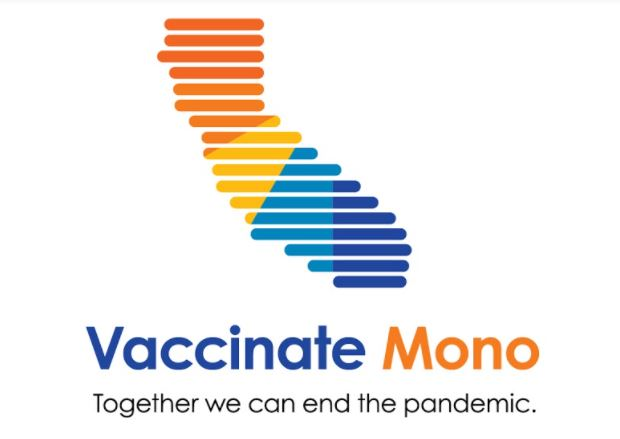 Vaccinate Mono
Together we can end the pandemic.